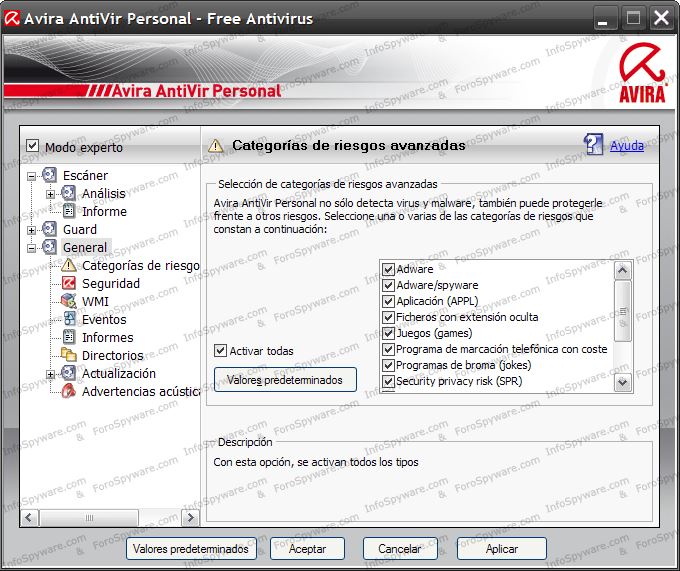 Avira AntiVir Personal - Free Antivirus
Avira AntiVir Personal
AVIRA
Modo experto
Categorías de riesgos avanzadas
Ayuda
Escáner
Análisis
Informe
Guard
General
Categorías de riesgo
Seguridad
WMI
Eventos
Informes
Directorios
Actualización
Advertencias acústic
Selección de categorías de riesgos avanzadas
Avira AntiVir Personal no sólo detecta virus y malware, también puede protegerle
frente a otros riesgos. Seleccione una o varias de las categorías de riesgos que
constan a continuación:
Adware
Adware/spyware
Aplicación (APPL)
Ficheros con extensión oculta
Juegos (games)
Programa de marcación telefónica con coste
Programas de broma (jokes)
Security privacy risk (SPR)
Activar todas
Valores predeterminados
Descripción
Con esta opción, se activan todos los tipos
Valores predeterminados
Aceptar
Cancelar
Aplicar
InfoSpyware.com & ForoSpyware.com